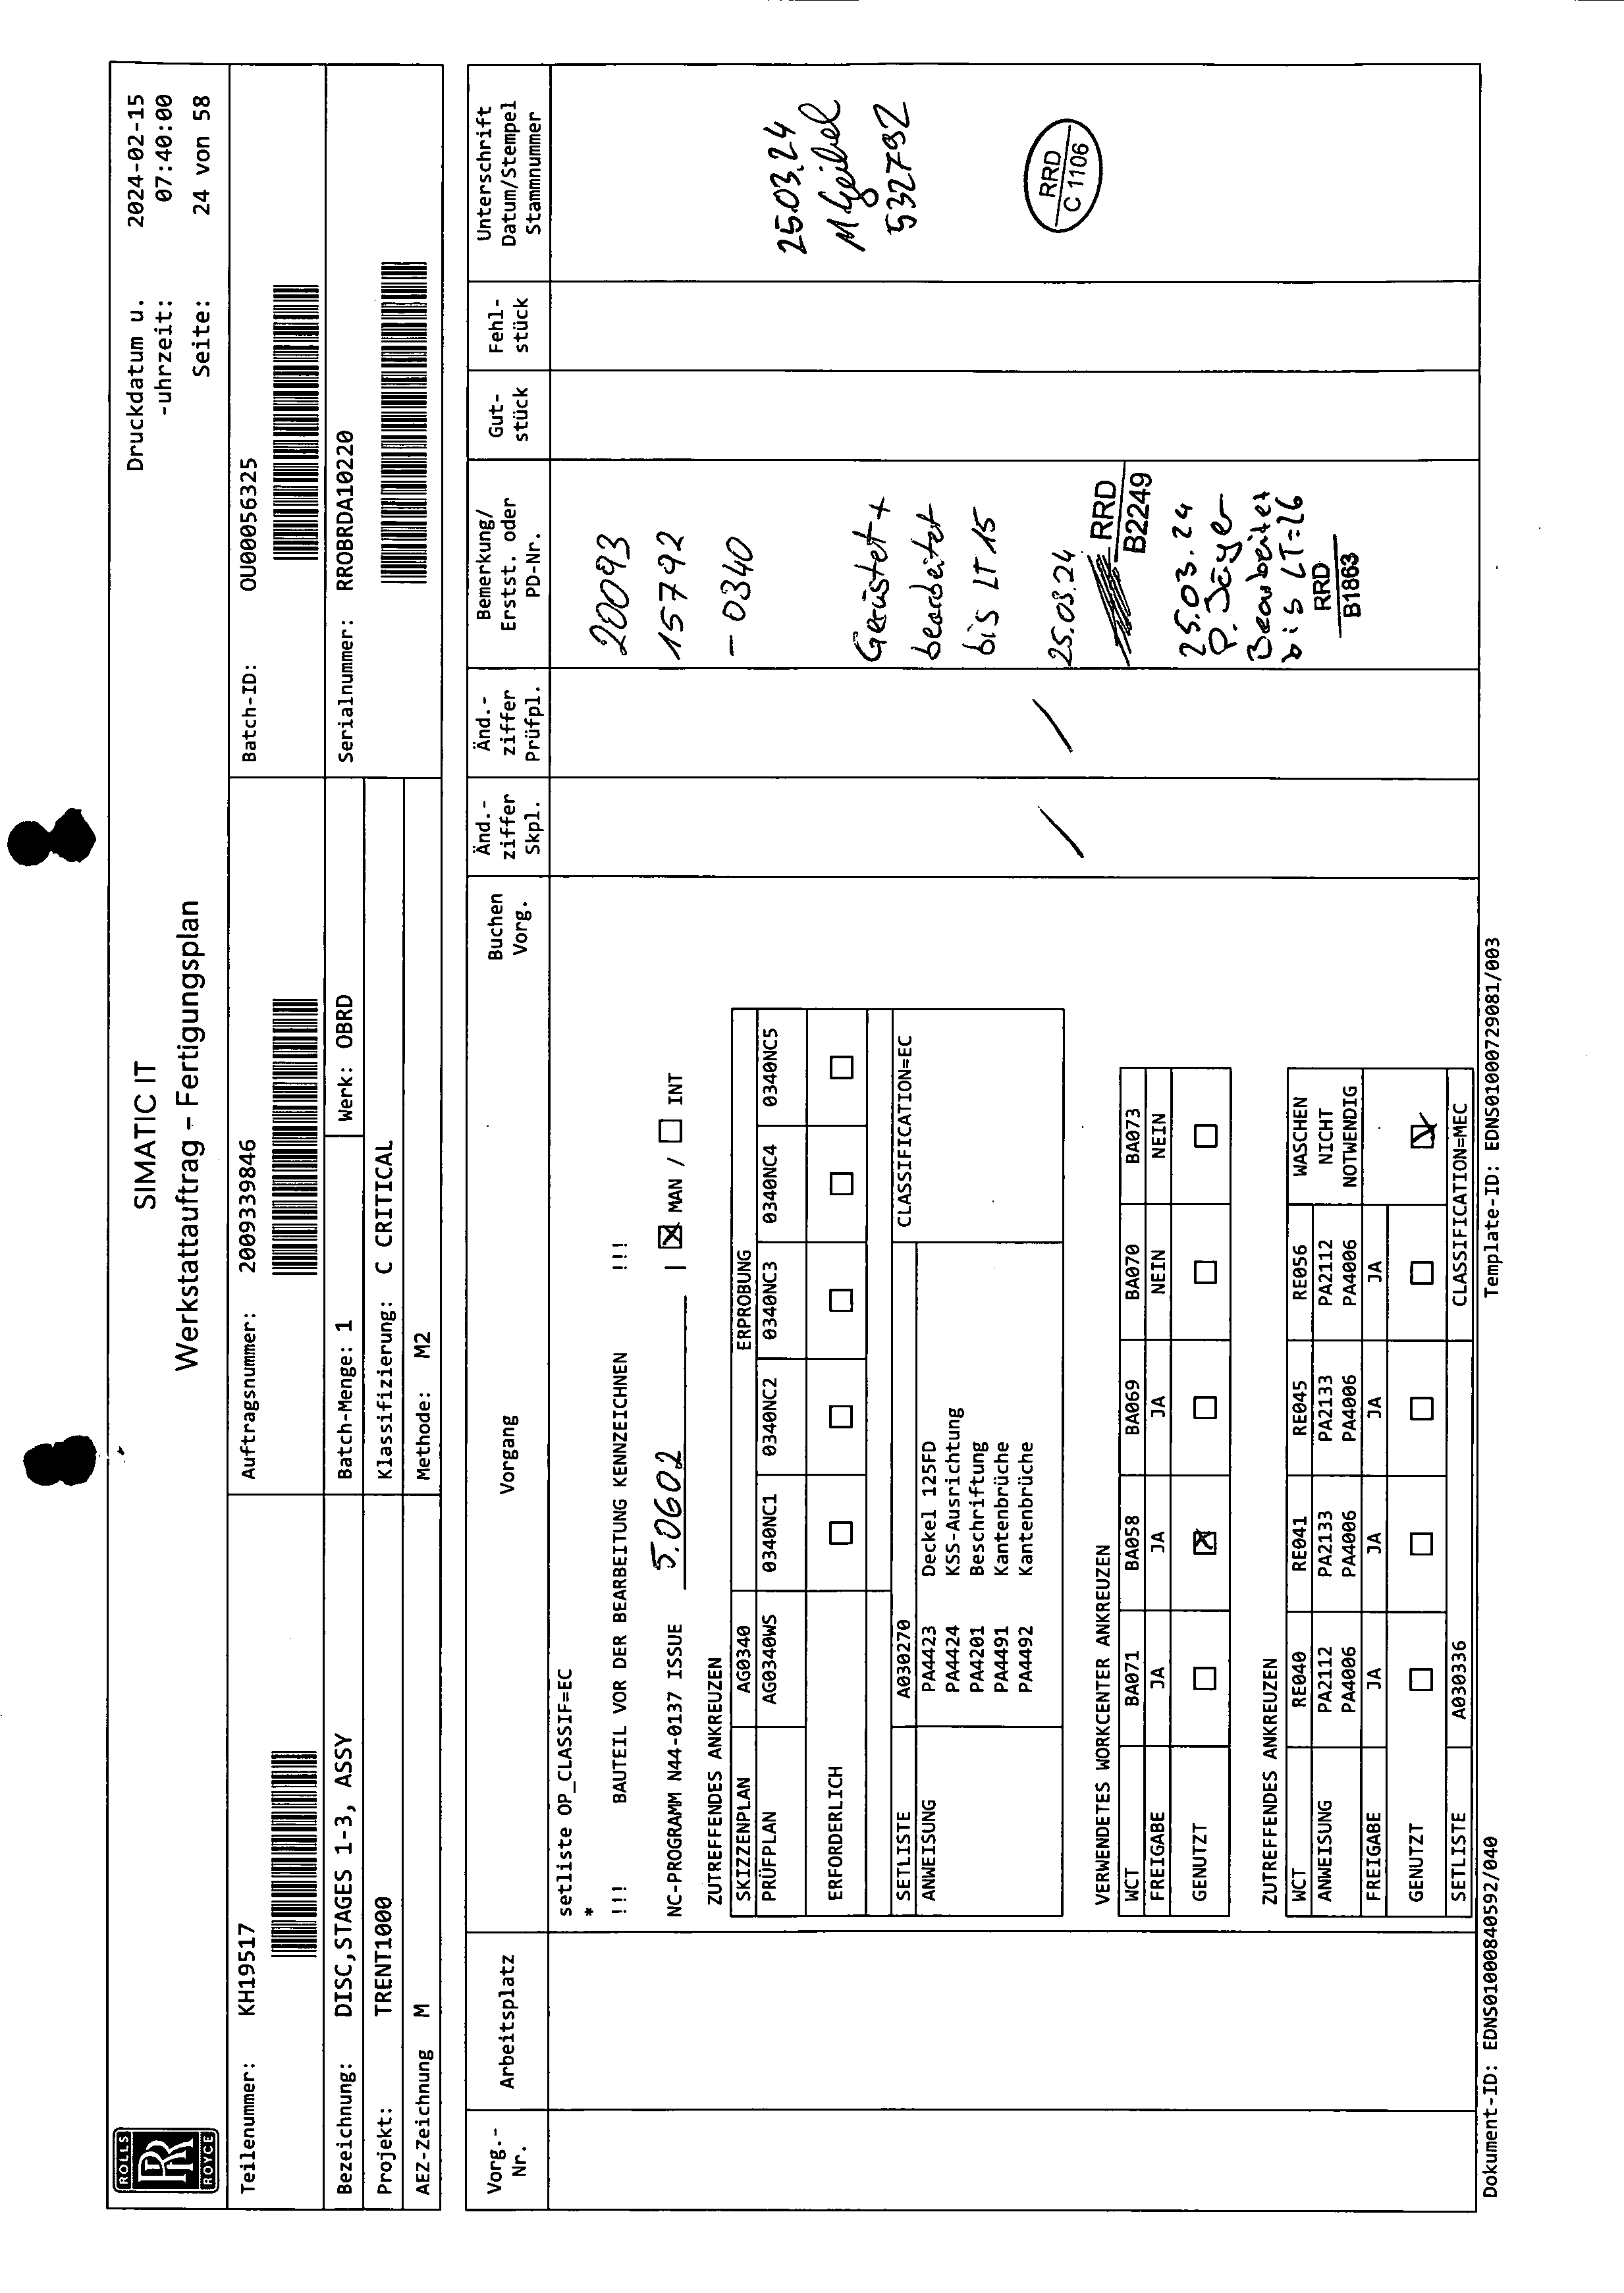 ROLLS
RR
ROYCE
SIMATIC IT
Werkstattauftrag – Fertigungsplan
Druckdatum u. 2024-02-15
-uhrzeit: 07:40:00
Seite: 24 von 58
Teilenummer: KH19517
Auftragsnummer: 2009339846
Batch-ID: OU00056325
Bezeichnung: DISC,STAGES 1-3, ASSY
Batch-Menge: 1
Werk: OBRD
Serialnummer: RROBRDA10220
Projekt: TRENT1000
Klassifizierung: C CRITICAL
AEZ-Zeichnung M
Methode: M2
Vorg.-
Nr.
Arbeitsplatz
Vorgang
Buchen
Vorg.
Änd.-
ziffer
Skpl.
Änd.-
ziffer
Prüfpl.
Bemerkung/
Erstst. oder
PD-Nr.
Gut-
stück
Fehl-
stück
Unterschrift
Datum/Stempel
Stammnummer
setliste OP_CLASSIF=EC
*
!!! BAUTEIL VOR DER BEARBEITUNG KENNZEICHNEN !!!
NC-PROGRAMM N44-0137 ISSUE 5.0602 | ☒ MAN / ☐ INT
ZUTREFFENDES ANKREUZEN
SKIZZENPLAN AG0340 ERPROBUNG
PRÜFPLAN AG0340WS 0340NC1 0340NC2 0340NC3 0340NC4 0340NC5
ERFORDERLICH ☐ ☐ ☐ ☐ ☐
SETLISTE A030270 CLASSIFICATION=EC
ANWEISUNG PA4423 Deckel 125FD
PA4424 KSS-Ausrichtung
PA4201 Beschriftung
PA4491 Kantenbrüche
PA4492 Kantenbrüche
VERWENDETES WORKCENTER ANKREUZEN
WCT BA071 BA058 BA069 BA070 BA073
FREIGABE JA JA JA NEIN NEIN
GENUTZT ☐ ☒ ☐ ☐ ☐
ZUTREFFENDES ANKREUZEN
WCT RE040 RE041 RE045 RE056 WASCHEN
ANWEISUNG PA2112 PA2133 PA2133 PA2112 NICHT
PA4006 PA4006 PA4006 PA4006 NOTWENDIG
FREIGABE JA JA JA JA
GENUTZT ☐ ☐ ☐ ☐ ☒
SETLISTE A030336 CLASSIFICATION=MEC
/
/
20093
15792
- 0340
Gerüstet +
bearbeitet
bis LT 15
25.03.24
RRD
B2249
25.03.24
P. Jäger
Bearbeitet
bis LT=26
RRD
B1863
25.03.24
M Geibel
532792
RRD
C 1106
Dokument-ID: EDNS01000840592/040
Template-ID: EDNS01000729081/003